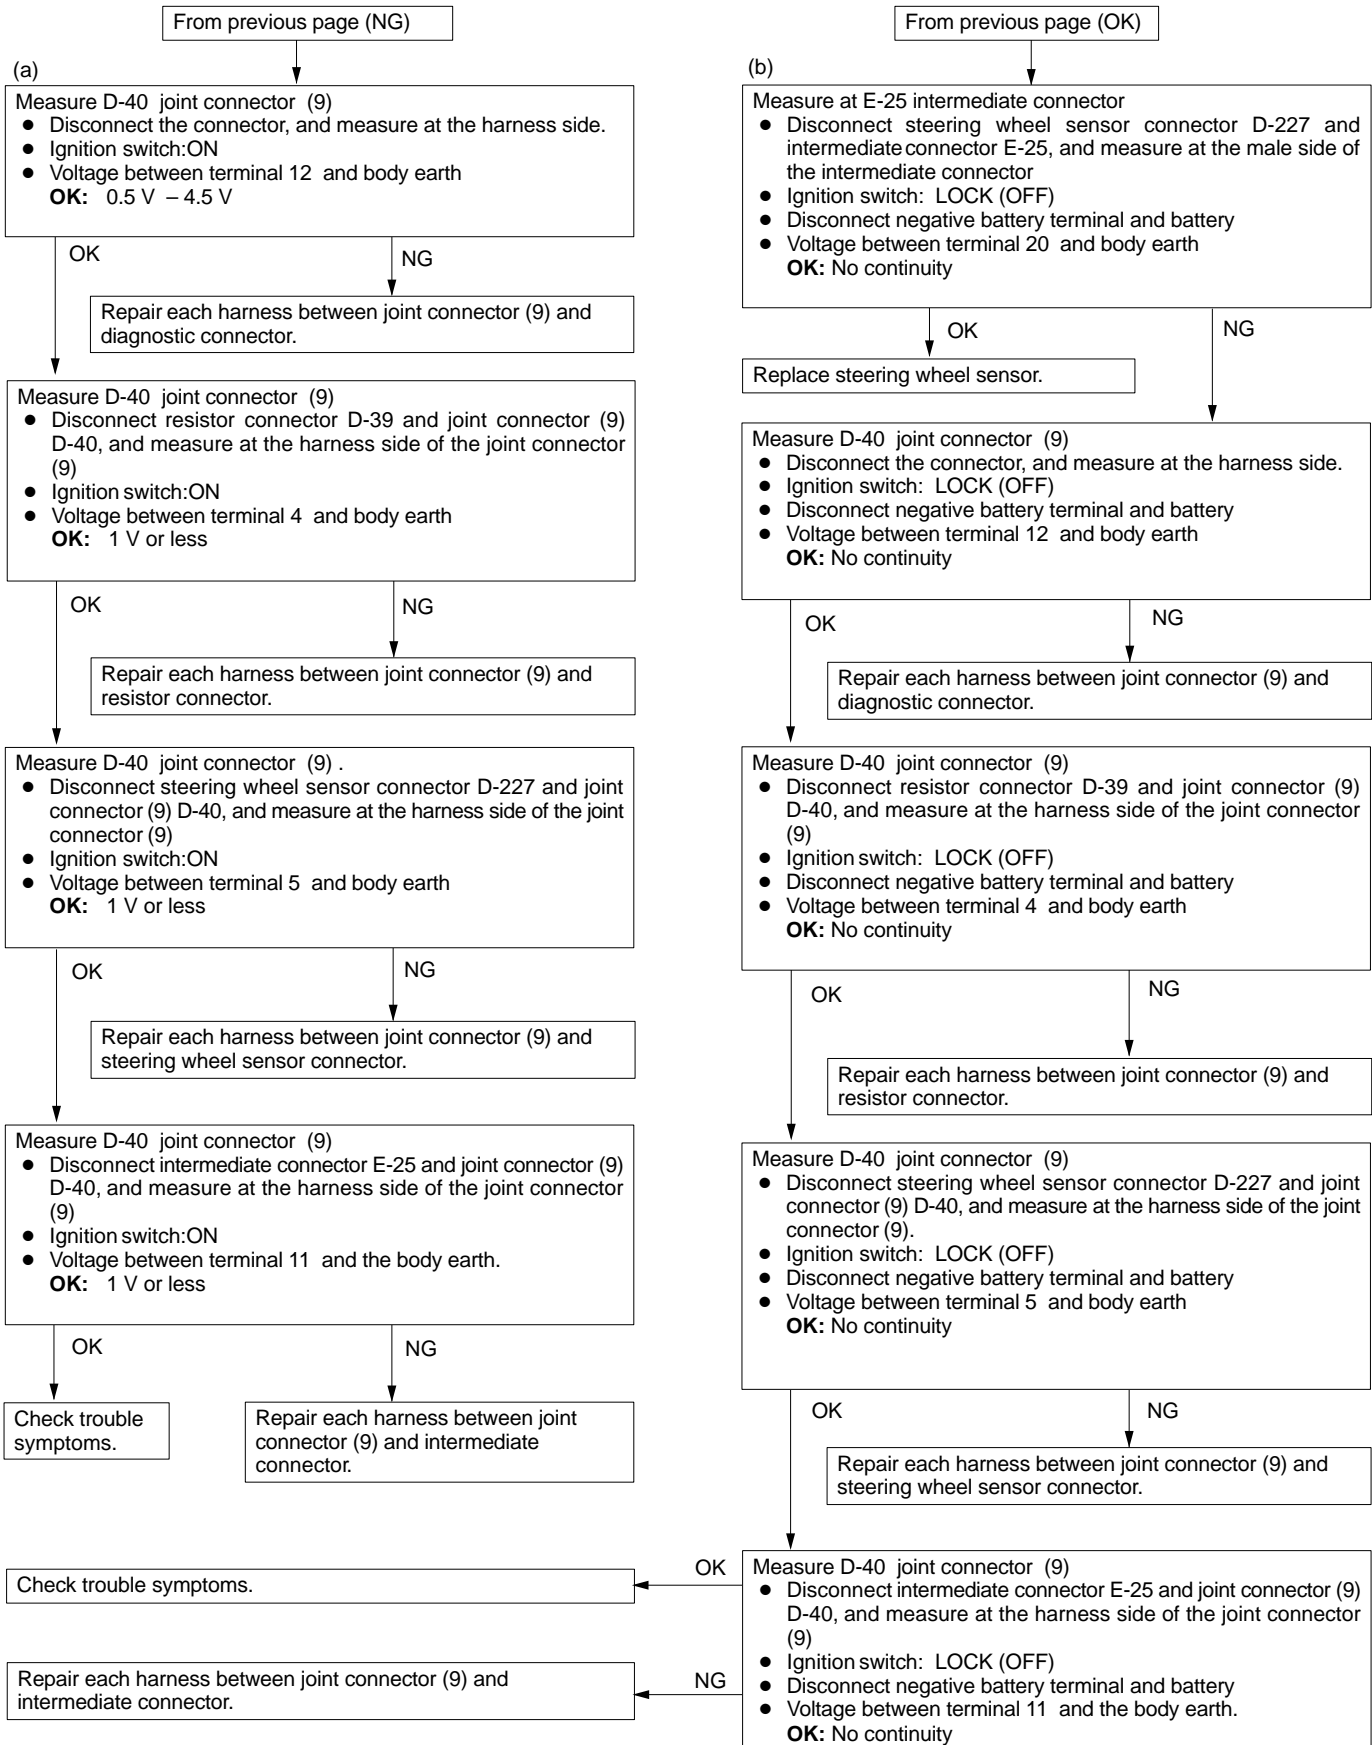 From previous page (NG)
(a)
Measure D-40 joint connector (9)
● Disconnect the connector, and measure at the harness side.
● Ignition switch:ON
● Voltage between terminal 12 and body earth
OK: 0.5 V – 4.5 V
OK
NG
Repair each harness between joint connector (9) and
diagnostic connector.
Measure D-40 joint connector (9)
● Disconnect resistor connector D-39 and joint connector (9)
D-40, and measure at the harness side of the joint connector
(9)
● Ignition switch:ON
● Voltage between terminal 4 and body earth
OK: 1 V or less
OK
NG
Repair each harness between joint connector (9) and
resistor connector.
Measure D-40 joint connector (9) .
● Disconnect steering wheel sensor connector D-227 and joint
connector (9) D-40, and measure at the harness side of the joint
connector (9)
● Ignition switch:ON
● Voltage between terminal 5 and body earth
OK: 1 V or less
OK
NG
Repair each harness between joint connector (9) and
steering wheel sensor connector.
Measure D-40 joint connector (9)
● Disconnect intermediate connector E-25 and joint connector (9)
D-40, and measure at the harness side of the joint connector
(9)
● Ignition switch:ON
● Voltage between terminal 11 and the body earth.
OK: 1 V or less
OK
NG
Check trouble
symptoms.
Repair each harness between joint
connector (9) and intermediate
connector.
From previous page (OK)
(b)
Measure at E-25 intermediate connector
● Disconnect steering wheel sensor connector D-227 and
intermediate connector E-25, and measure at the male side of
the intermediate connector
● Ignition switch: LOCK (OFF)
● Disconnect negative battery terminal and battery
● Voltage between terminal 20 and body earth
OK: No continuity
OK
NG
Replace steering wheel sensor.
Measure D-40 joint connector (9)
● Disconnect the connector, and measure at the harness side.
● Ignition switch: LOCK (OFF)
● Disconnect negative battery terminal and battery
● Voltage between terminal 12 and body earth
OK: No continuity
OK
NG
Repair each harness between joint connector (9) and
diagnostic connector.
Measure D-40 joint connector (9)
● Disconnect resistor connector D-39 and joint connector (9)
D-40, and measure at the harness side of the joint connector
(9)
● Ignition switch: LOCK (OFF)
● Disconnect negative battery terminal and battery
● Voltage between terminal 4 and body earth
OK: No continuity
OK
NG
Repair each harness between joint connector (9) and
resistor connector.
Measure D-40 joint connector (9)
● Disconnect steering wheel sensor connector D-227 and joint
connector (9) D-40, and measure at the harness side of the joint
connector (9).
● Ignition switch: LOCK (OFF)
● Disconnect negative battery terminal and battery
● Voltage between terminal 5 and body earth
OK: No continuity
OK
NG
Repair each harness between joint connector (9) and
steering wheel sensor connector.
Measure D-40 joint connector (9)
● Disconnect intermediate connector E-25 and joint connector (9)
D-40, and measure at the harness side of the joint connector
(9)
● Ignition switch: LOCK (OFF)
● Disconnect negative battery terminal and battery
● Voltage between terminal 11 and the body earth.
OK: No continuity
OK
Check trouble symptoms.
NG
Repair each harness between joint connector (9) and
intermediate connector.